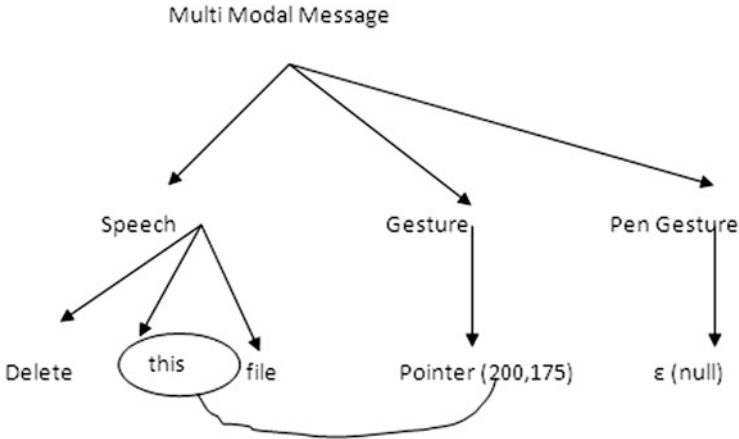 Multi Modal Message
Speech
Gesture
Pen Gesture
Delete
this
file
Pointer (200,175)
ε (null)